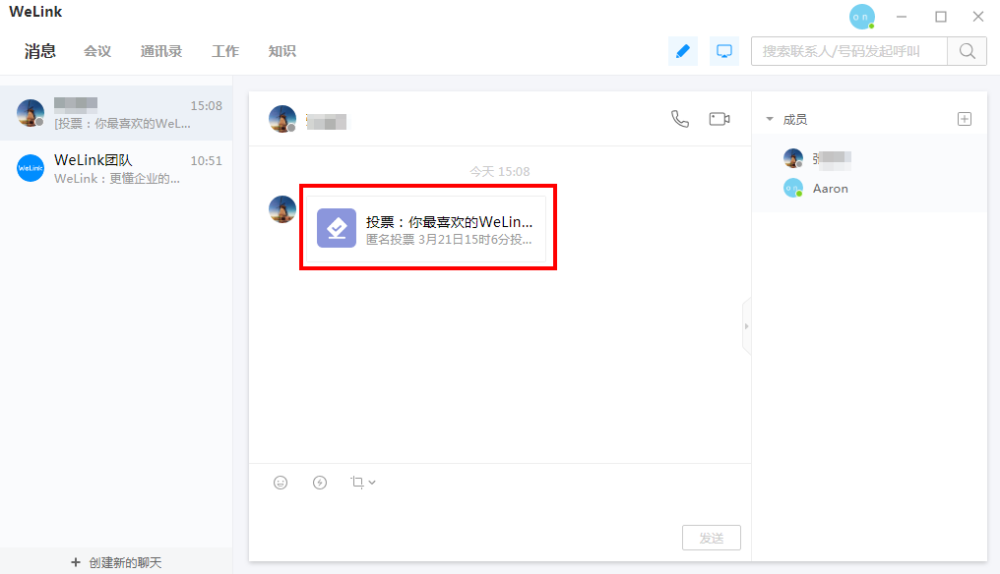 WeLink
on
消息 会议 通讯录 工作 知识
搜索联系人/号码发起呼叫
15:08
[投票：你最喜欢的WeL...
WeLink
WeLink团队 10:51
WeLink：更懂企业的...
创建新的聊天
今天 15:08
投票：你最喜欢的WeLin...
匿名投票 3月21日15时6分投...
发送
成员
张
on
Aaron